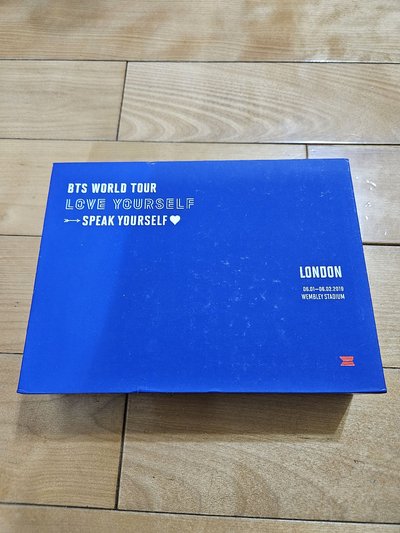 BTS WORLD TOUR
LOVE YOURSELF
SPEAK YOURSELF
LONDON
06.01—06.02.2019
WEMBLEY STADIUM